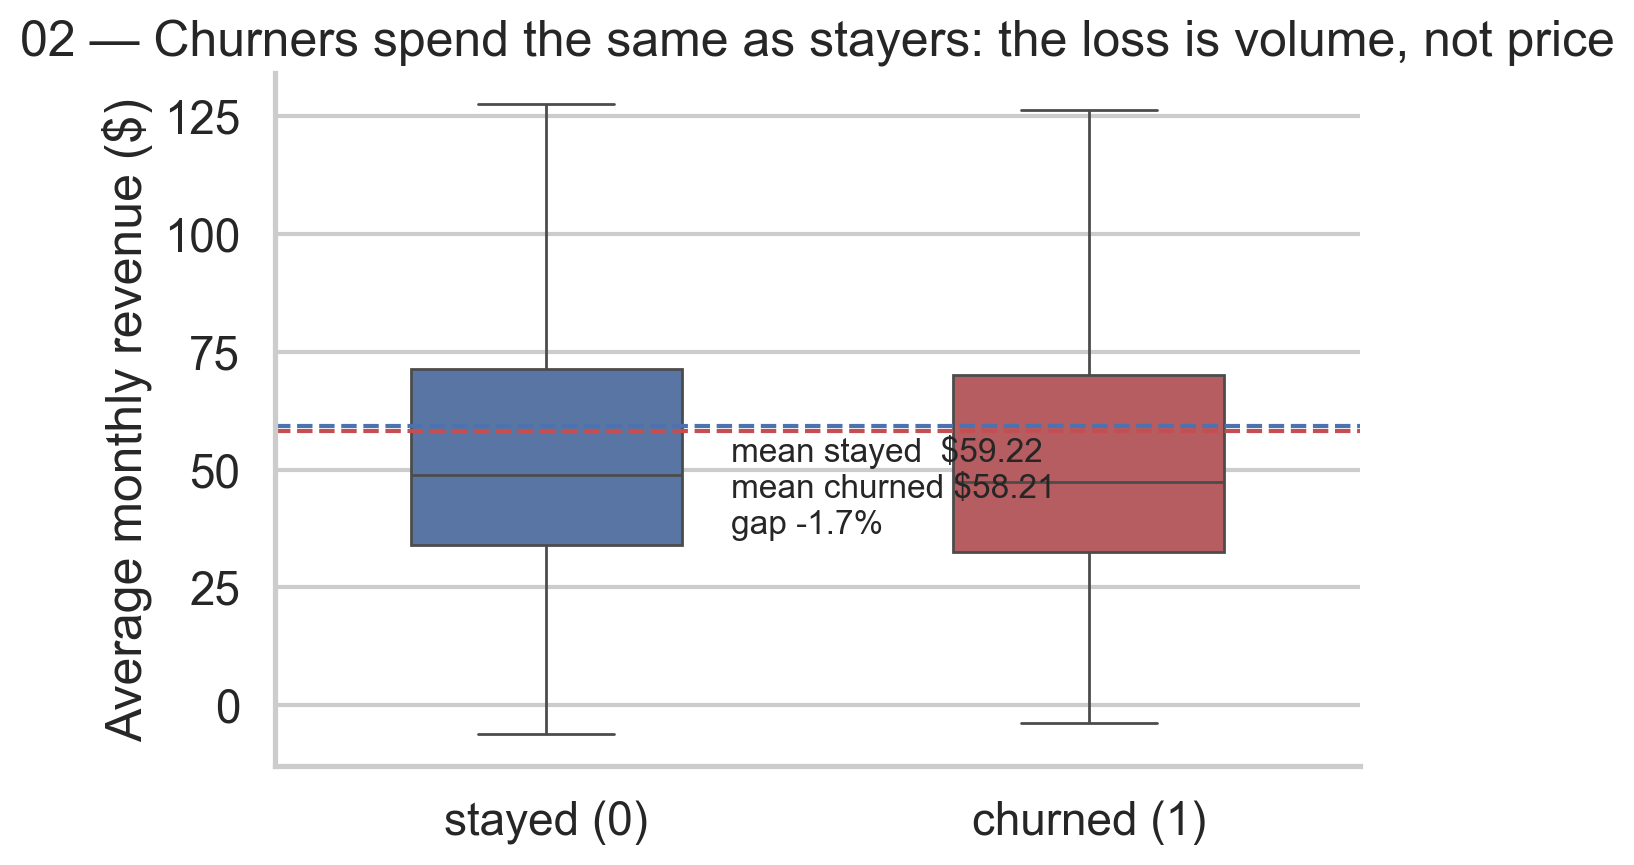 02 — Churners spend the same as stayers: the loss is volume, not price
Average monthly revenue ($)
125
100
75
50
25
0
mean stayed  $59.22
mean churned $58.21
gap -1.7%
stayed (0)
churned (1)